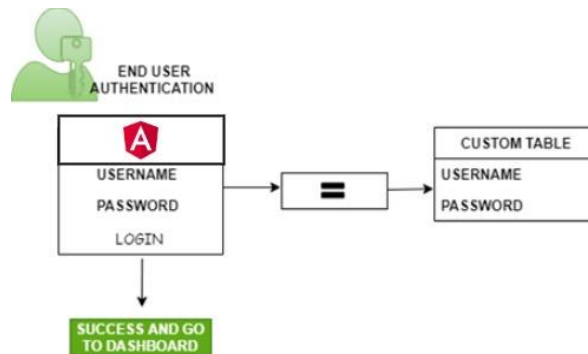 END USER
AUTHENTICATION
A
USERNAME
PASSWORD
LOGIN
=
CUSTOM TABLE
USERNAME
PASSWORD
SUCCESS AND GO
TO DASHBOARD